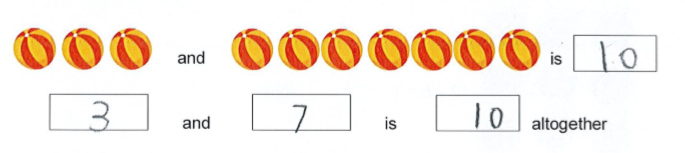 and is 10
3 and 7 is 10 altogether